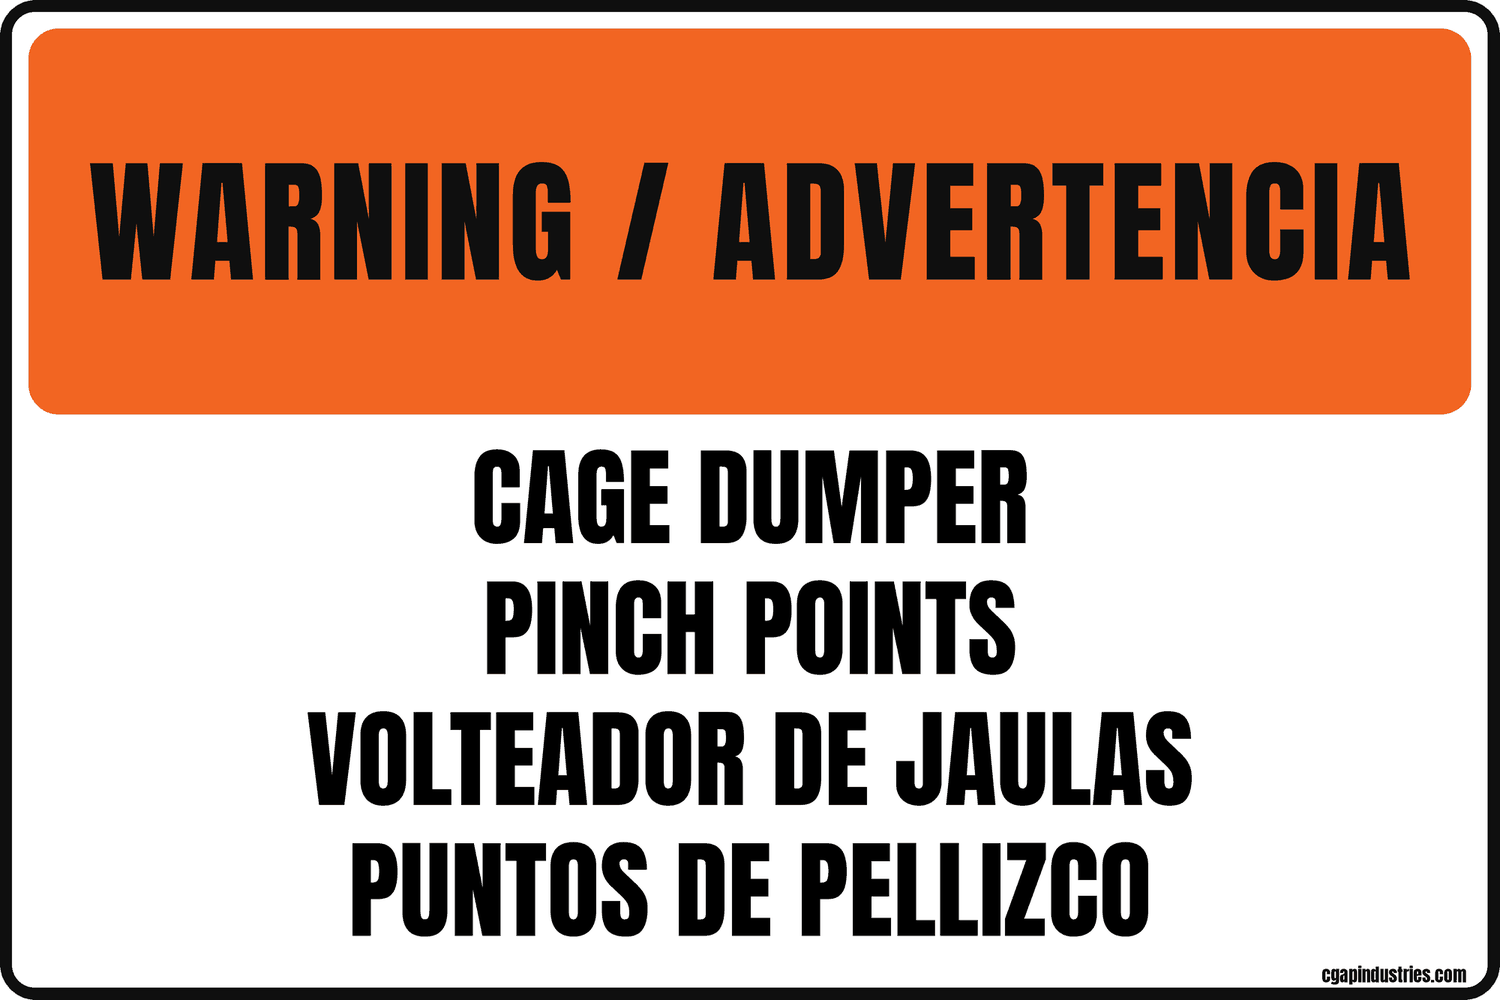 WARNING / ADVERTENCIA
CAGE DUMPER
PINCH POINTS
VOLTEADOR DE JAULAS
PUNTOS DE PELLIZCO
cgapindustries.com